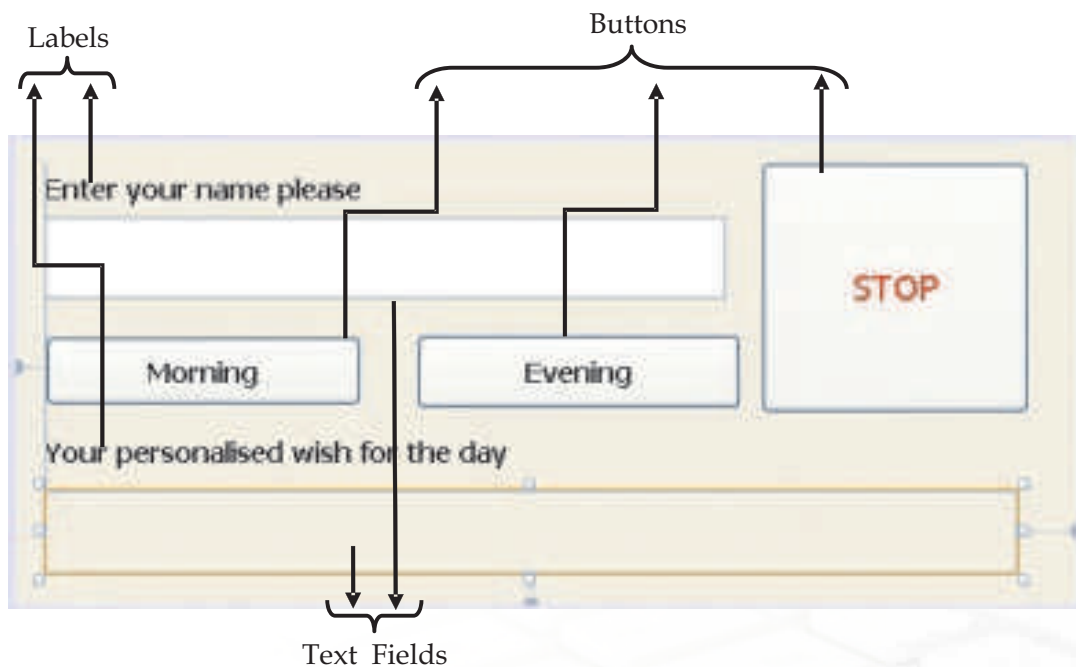 Labels
Buttons
Enter your name please
STOP
Morning
Evening
Your personalised wish for the day
Text Fields